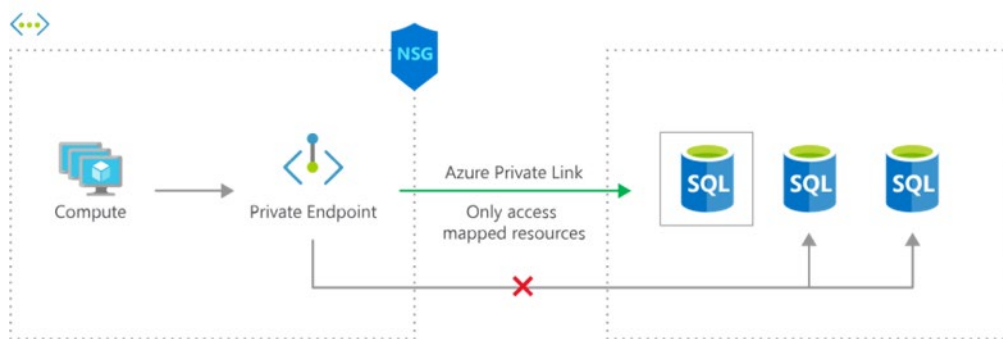 NSG
Compute
Private Endpoint
Azure Private Link
Only access
mapped resources
SQL
SQL
SQL